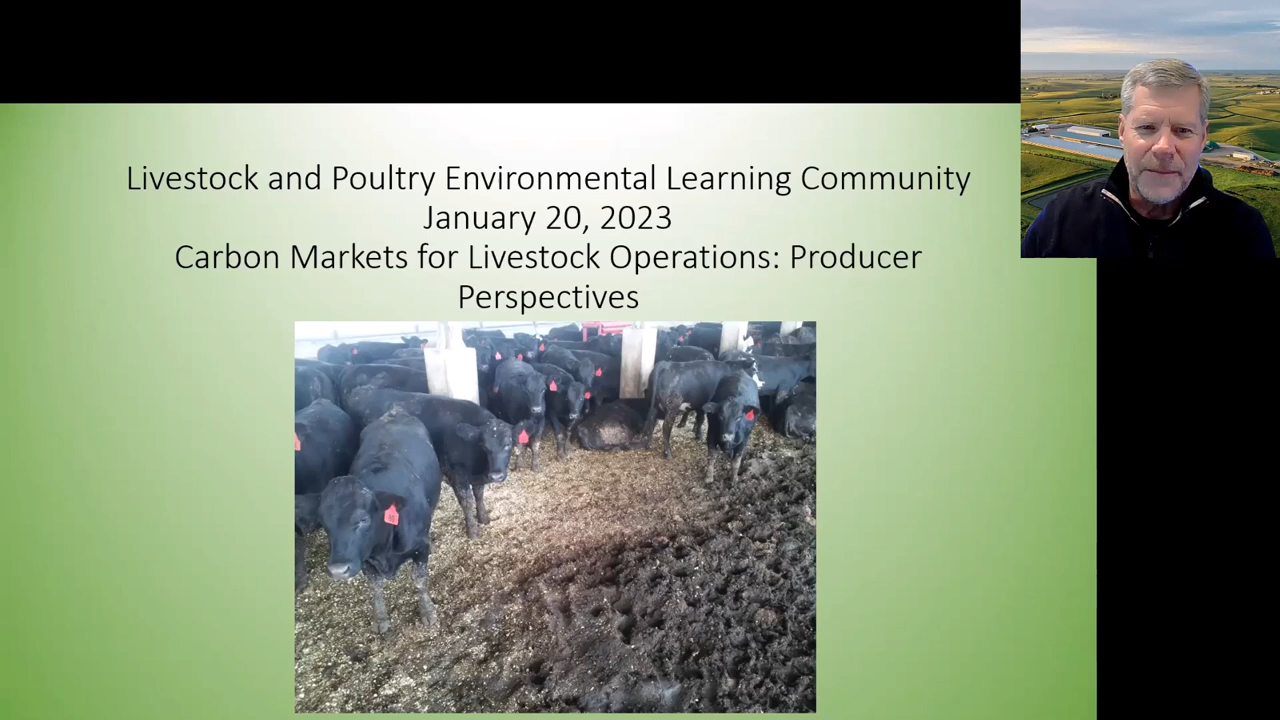 Livestock and Poultry Environmental Learning Community
January 20, 2023
Carbon Markets for Livestock Operations: Producer
Perspectives